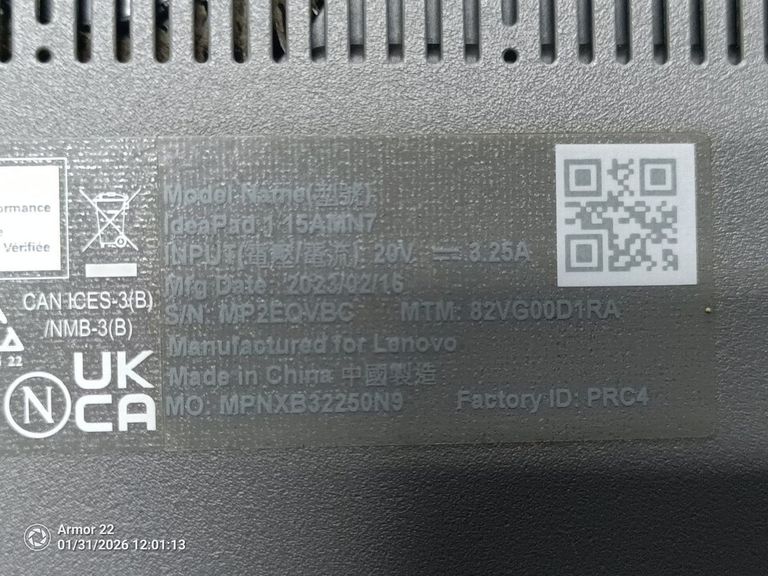 ormance
e
Vérifiée
CAN ICES-3(B)
/NMB-3(B)
22
N
UK
CA
Model Name(型號):
IdeaPad 1 15AMN7
INPUT(電壓/電流): 20V ⎓ 3.25A
Mfg Date: 2023/02/16
S/N: MP2EQVBC MTM: 82VG00D1RA
Manufactured for Lenovo
Made in China 中國製造
MO: MPNXB32250N9 Factory ID: PRC4
Armor 22
01/31/2026 12:01:13